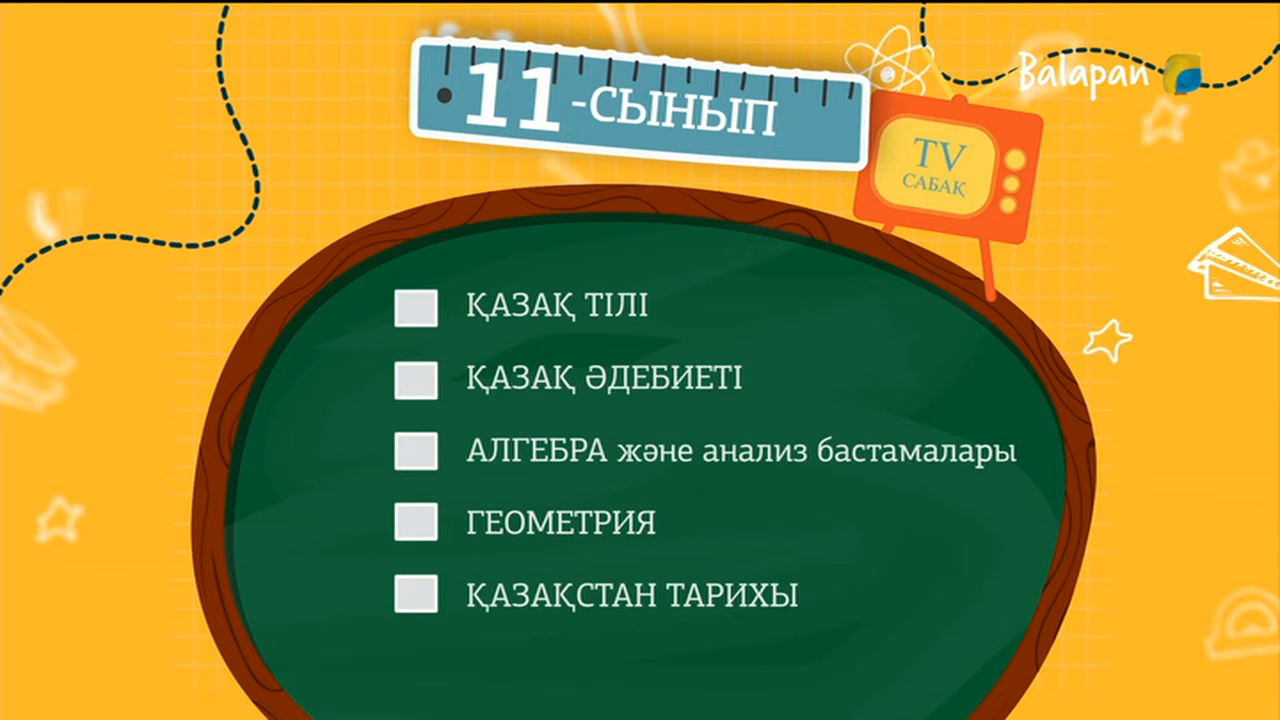 11-СЫНЫП
Balapan
TV
САБАҚ
ҚАЗАҚ ТІЛІ
ҚАЗАҚ ӘДЕБИЕТІ
АЛГЕБРА және анализ бастамалары
ГЕОМЕТРИЯ
ҚАЗАҚСТАН ТАРИХЫ